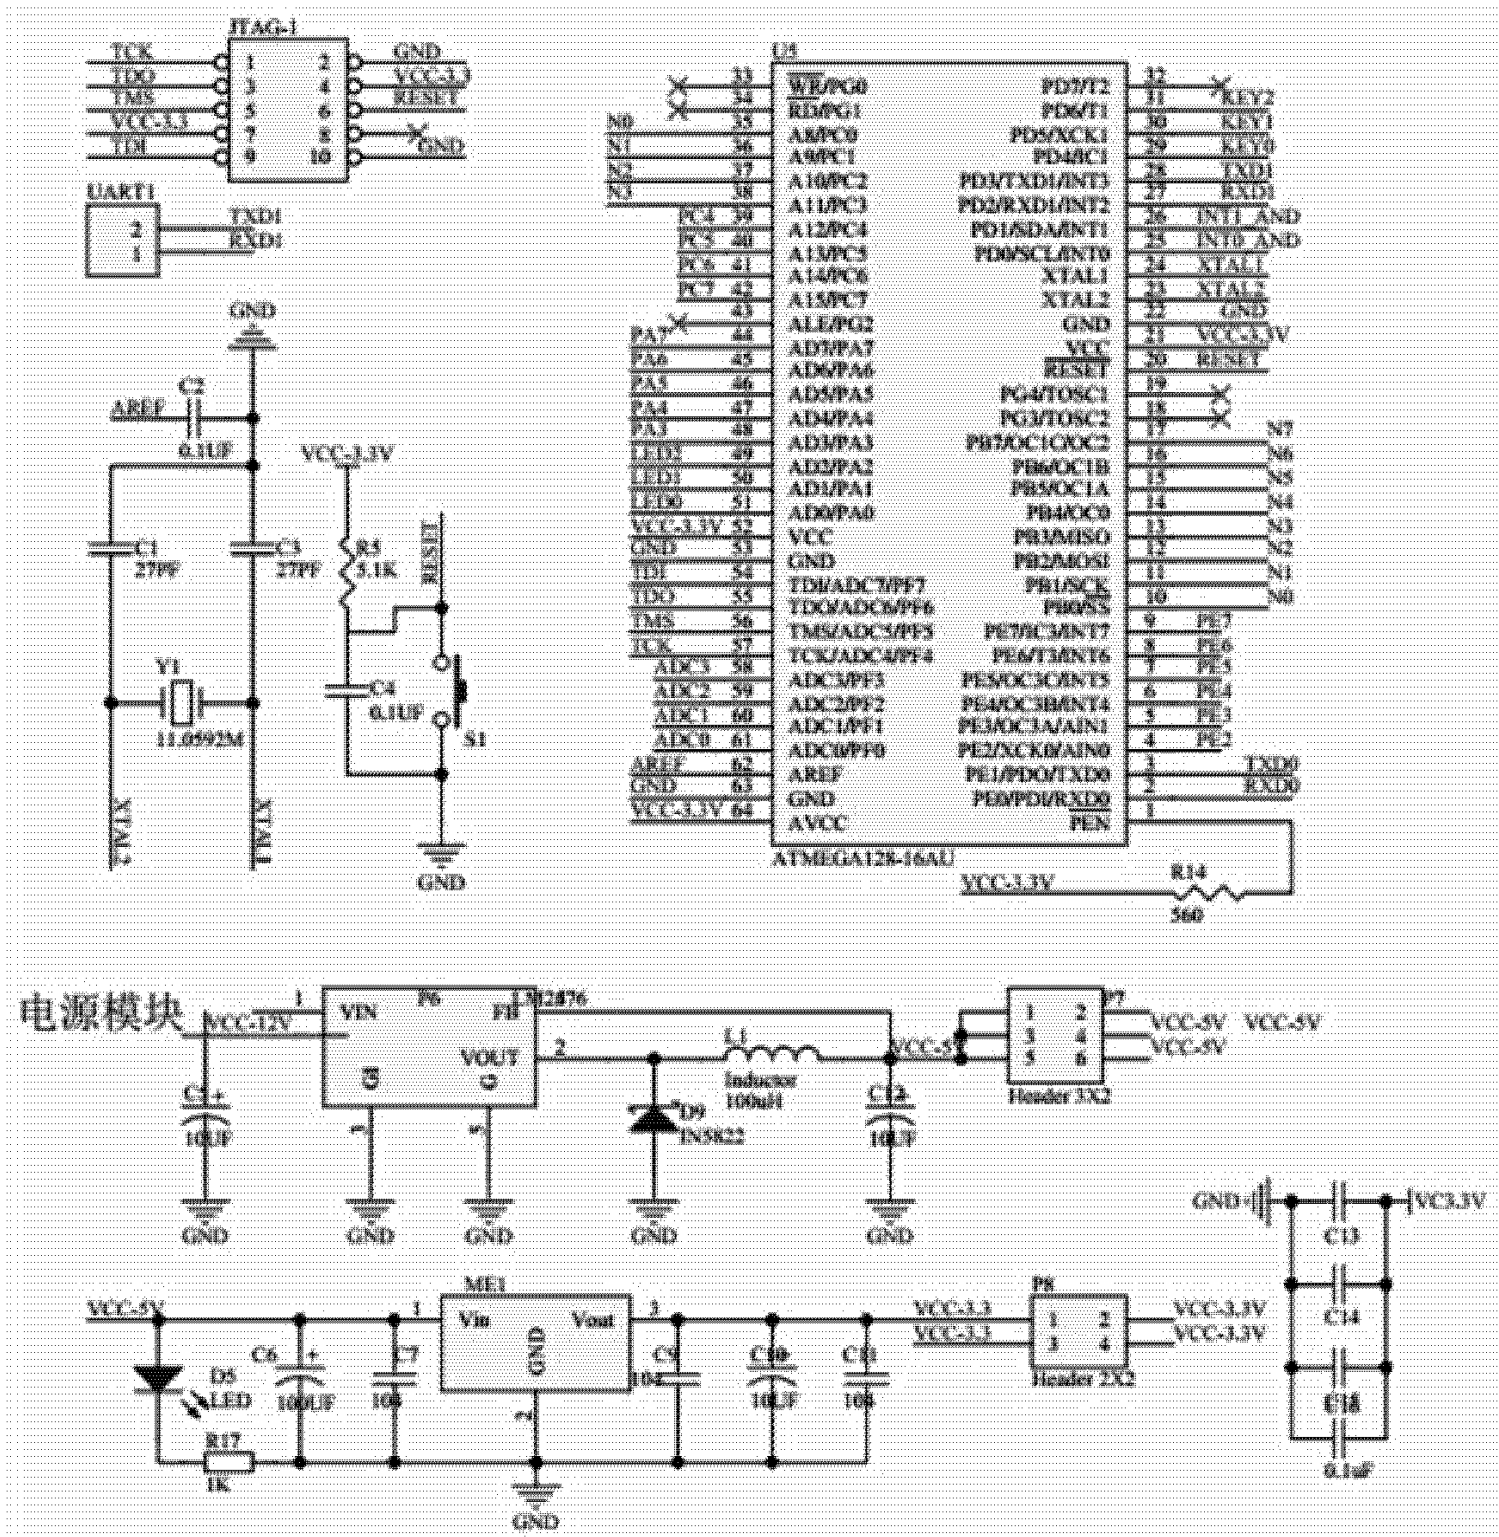 JTAG-1
TCK 1 2 GND
TDO 3 4 VCC-3.3
TMS 5 6 RESET
VCC-3.3 7 8
TDI 9 10 GND
UART1
2 TXD1
1 RXD1
GND
C2
AREF
0.1UF
VCC-3.3V
C1
27PF
C3
27PF
R5
5.1K
RESET
Y1
11.0592M
C4
0.1UF
S1
XTAL2
XTAL1
GND
U5
33 WR/PG0 PD7/T2 32
34 RD/PG1 PD6/T1 31 KEY2
N0 35 A8/PC0 PD5/XCK1 30 KEY1
N1 36 A9/PC1 PD4/IC1 29 KEY0
N2 37 A10/PC2 PD3/TXD1/INT3 28 TXD1
N3 38 A11/PC3 PD2/RXD1/INT2 27 RXD1
PC4 39 A12/PC4 PD1/SDA/INT1 26 INT1_AND
PC5 40 A13/PC5 PD0/SCL/INT0 25 INT0_AND
PC6 41 A14/PC6 XTAL1 24 XTAL1
PC7 42 A15/PC7 XTAL2 23 XTAL2
43 ALE/PG2 GND 22 GND
PA7 44 AD7/PA7 VCC 21 VCC-3.3V
PA6 45 AD6/PA6 RESET 20 RESET
PA5 46 AD5/PA5 PG4/TOSC1 19
PA4 47 AD4/PA4 PG3/TOSC2 18
PA3 48 AD3/PA3 PB7/OC1C/OC2 17 N7
LED2 49 AD2/PA2 PB6/OC1B 16 N6
LED1 50 AD1/PA1 PB5/OC1A 15 N5
LED0 51 AD0/PA0 PB4/OC0 14 N4
VCC-3.3V 52 VCC PB3/MISO 13 N3
GND 53 GND PB2/MOSI 12 N2
TDI 54 TDI/ADC7/PF7 PB1/SCK 11 N1
TDO 55 TDO/ADC6/PF6 PB0/SS 10 N0
TMS 56 TMS/ADC5/PF5 PE7/IC3/INT7 9 PE7
TCK 57 TCK/ADC4/PF4 PE6/T3/INT6 8 PE6
ADC3 58 ADC3/PF3 PE5/OC3C/INT5 7 PE5
ADC2 59 ADC2/PF2 PE4/OC3B/INT4 6 PE4
ADC1 60 ADC1/PF1 PE3/OC3A/AIN1 5 PE3
ADC0 61 ADC0/PF0 PE2/XCK0/AIN0 4 PE2
AREF 62 AREF PE1/PDO/TXD0 3 TXD0
GND 63 GND PE0/PDI/RXD0 2 RXD0
VCC-3.3V 64 AVCC PEN 1
ATMEGA128-16AU
VCC-3.3V
R14
560
电源模块
VCC-12V
1 VIN P6 LM2576 FB
VOUT 2
G G
3 5
10UF
GND
GND
GND
L1
Inductor
100uH
D9
IN5822
GND
VCC-5V
C12
10UF
GND
P7
1 2
3 4 VCC-5V VCC-5V
5 6 VCC-5V
Header 3X2
GND VC3.3V
C13
C14
0.1uF
VCC-5V
D5
LED
R17
1K
C6
100UF
C7
104
ME1
1 Vin Vout 3
GND
2
GND
104
C10
10UF
C11
104
P8
VCC-3.3 1 2 VCC-3.3V
VCC-3.3 3 4 VCC-3.3V
Header 2X2